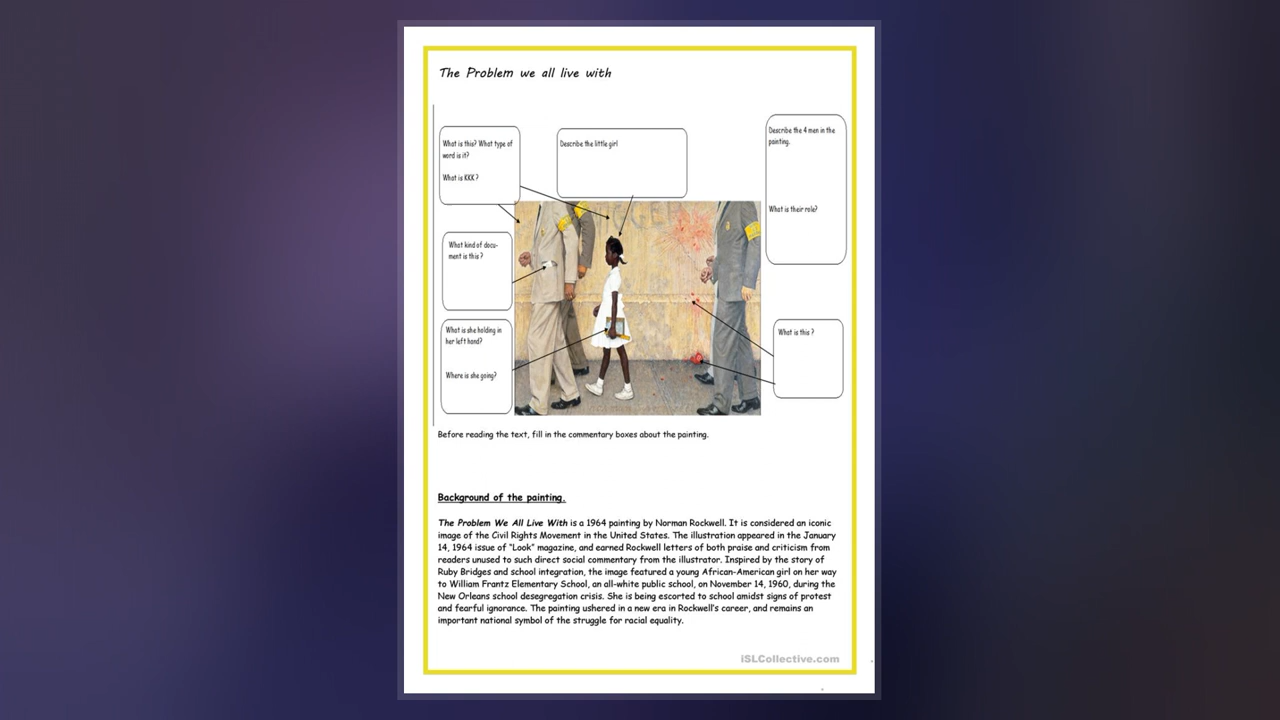 The Problem we all live with
What is this? What type of
word is it?
What is KKK ?
Describe the little girl
Describe the 4 men in the
painting.
What is their role?
What kind of docu-
ment is this ?
What is she holding in
her left hand?
Where is she going?
What is this ?
Before reading the text, fill in the commentary boxes about the painting.
Background of the painting.
The Problem We All Live With is a 1964 painting by Norman Rockwell. It is considered an iconic
image of the Civil Rights Movement in the United States. The illustration appeared in the January
14, 1964 issue of "Look" magazine, and earned Rockwell letters of both praise and criticism from
readers unused to such direct social commentary from the illustrator. Inspired by the story of
Ruby Bridges and school integration, the image featured a young African-American girl on her way
to William Frantz Elementary School, an all-white public school, on November 14, 1960, during the
New Orleans school desegregation crisis. She is being escorted to school amidst signs of protest
and fearful ignorance. The painting ushered in a new era in Rockwell's career, and remains an
important national symbol of the struggle for racial equality.
iSLCollective.com